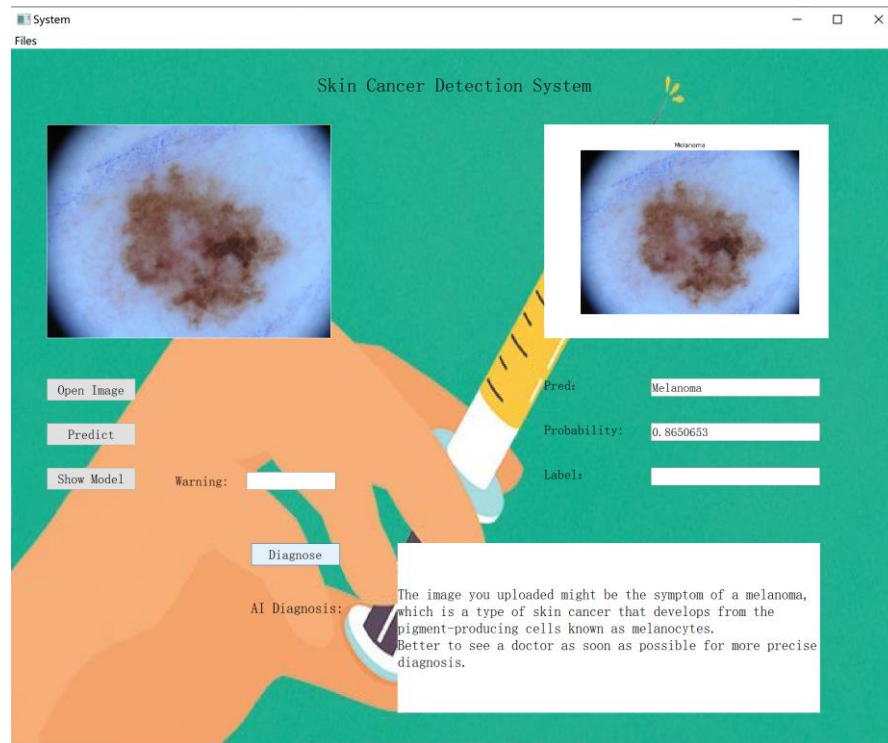 System
Files
Skin Cancer Detection System
Melanoma
Open Image
Pred:
Melanoma
Predict
Probability:
0.8650653
Show Model
Warning:
Label:
Diagnose
AI Diagnosis:
The image you uploaded might be the symptom of a melanoma,
which is a type of skin cancer that develops from the
pigment-producing cells known as melanocytes.
Better to see a doctor as soon as possible for more precise
diagnosis.